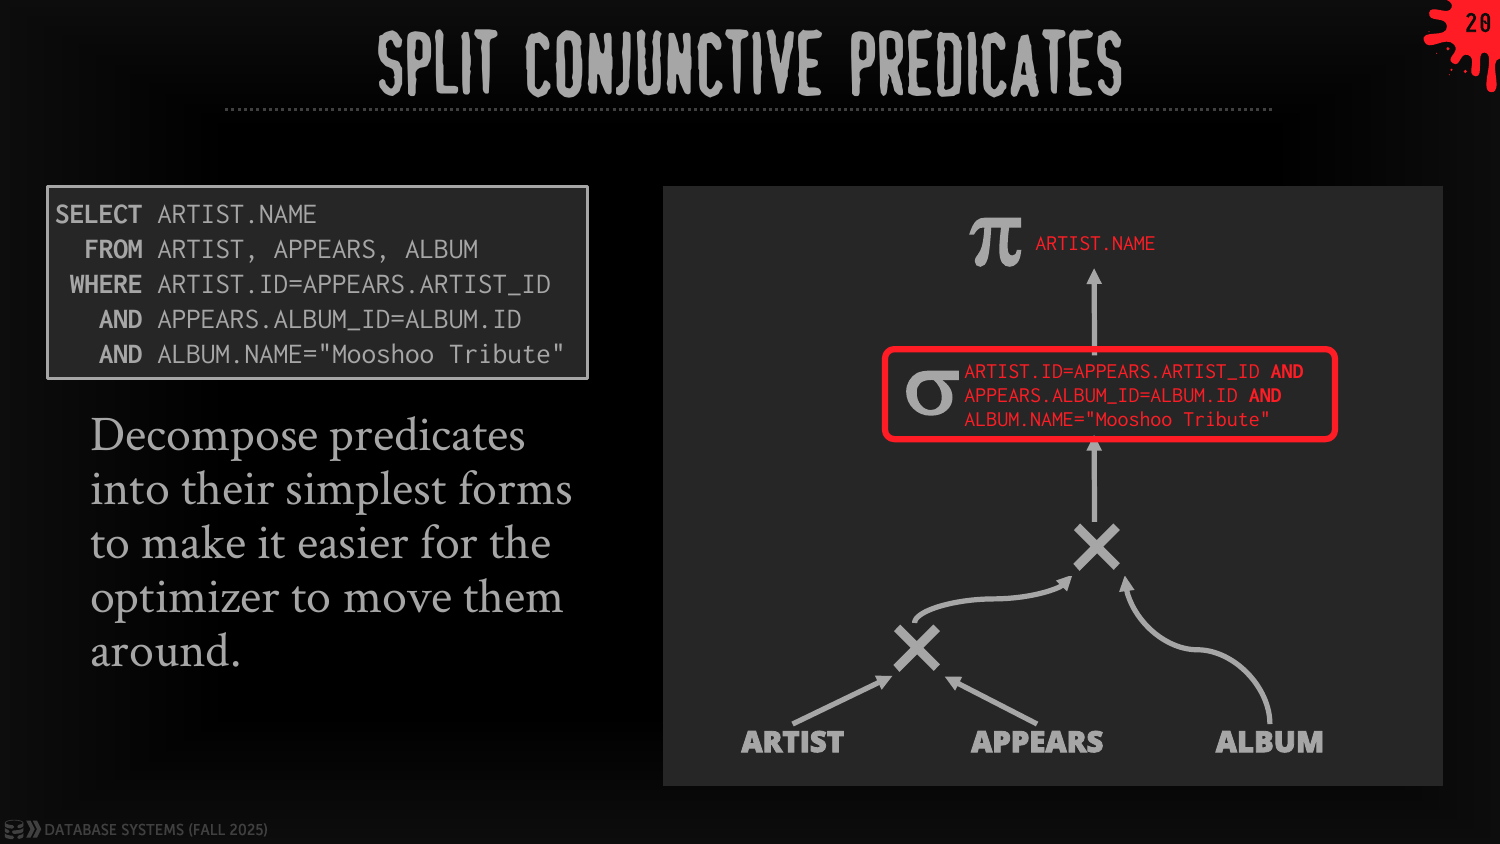 SPLIT CONJUNCTIVE PREDICATES
20
SELECT ARTIST.NAME
FROM ARTIST, APPEARS, ALBUM
WHERE ARTIST.ID=APPEARS.ARTIST_ID
AND APPEARS.ALBUM_ID=ALBUM.ID
AND ALBUM.NAME="Mooshoo Tribute"
Decompose predicates
into their simplest forms
to make it easier for the
optimizer to move them
around.
π ARTIST.NAME
σ ARTIST.ID=APPEARS.ARTIST_ID AND
APPEARS.ALBUM_ID=ALBUM.ID AND
ALBUM.NAME="Mooshoo Tribute"
×
×
ARTIST APPEARS ALBUM
DATABASE SYSTEMS (FALL 2025)